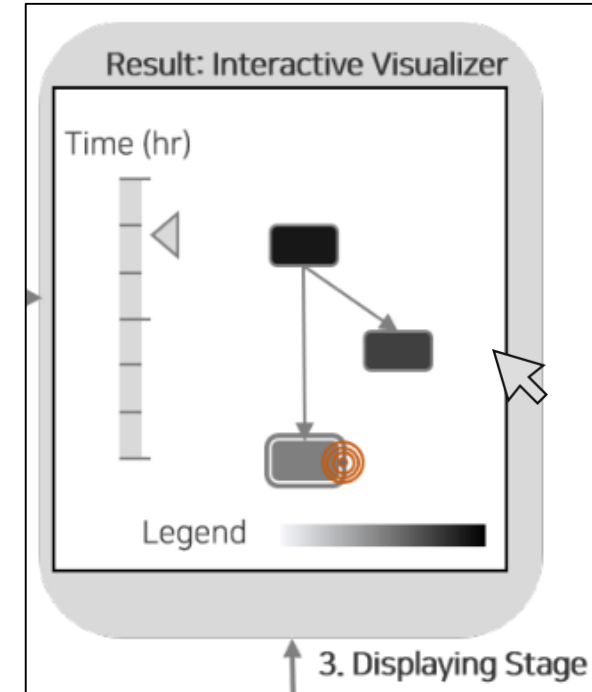 Result: Interactive Visualizer
Time (hr)
Legend
3. Displaying Stage